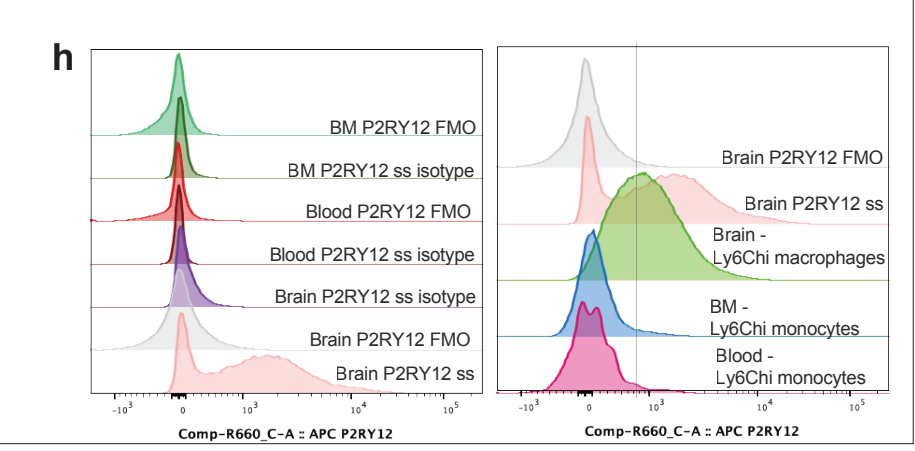 h
BM P2RY12 FMO
BM P2RY12 ss isotype
Blood P2RY12 FMO
Blood P2RY12 ss isotype
Brain P2RY12 ss isotype
Brain P2RY12 FMO
Brain P2RY12 ss
-10³ 0 10³ 10⁴ 10⁵
Comp-R660_C-A :: APC P2RY12
Brain P2RY12 FMO
Brain P2RY12 ss
Brain -
Ly6Chi macrophages
BM -
Ly6Chi monocytes
Blood -
Ly6Chi monocytes
-10³ 0 10³ 10⁴ 10⁵
Comp-R660_C-A :: APC P2RY12